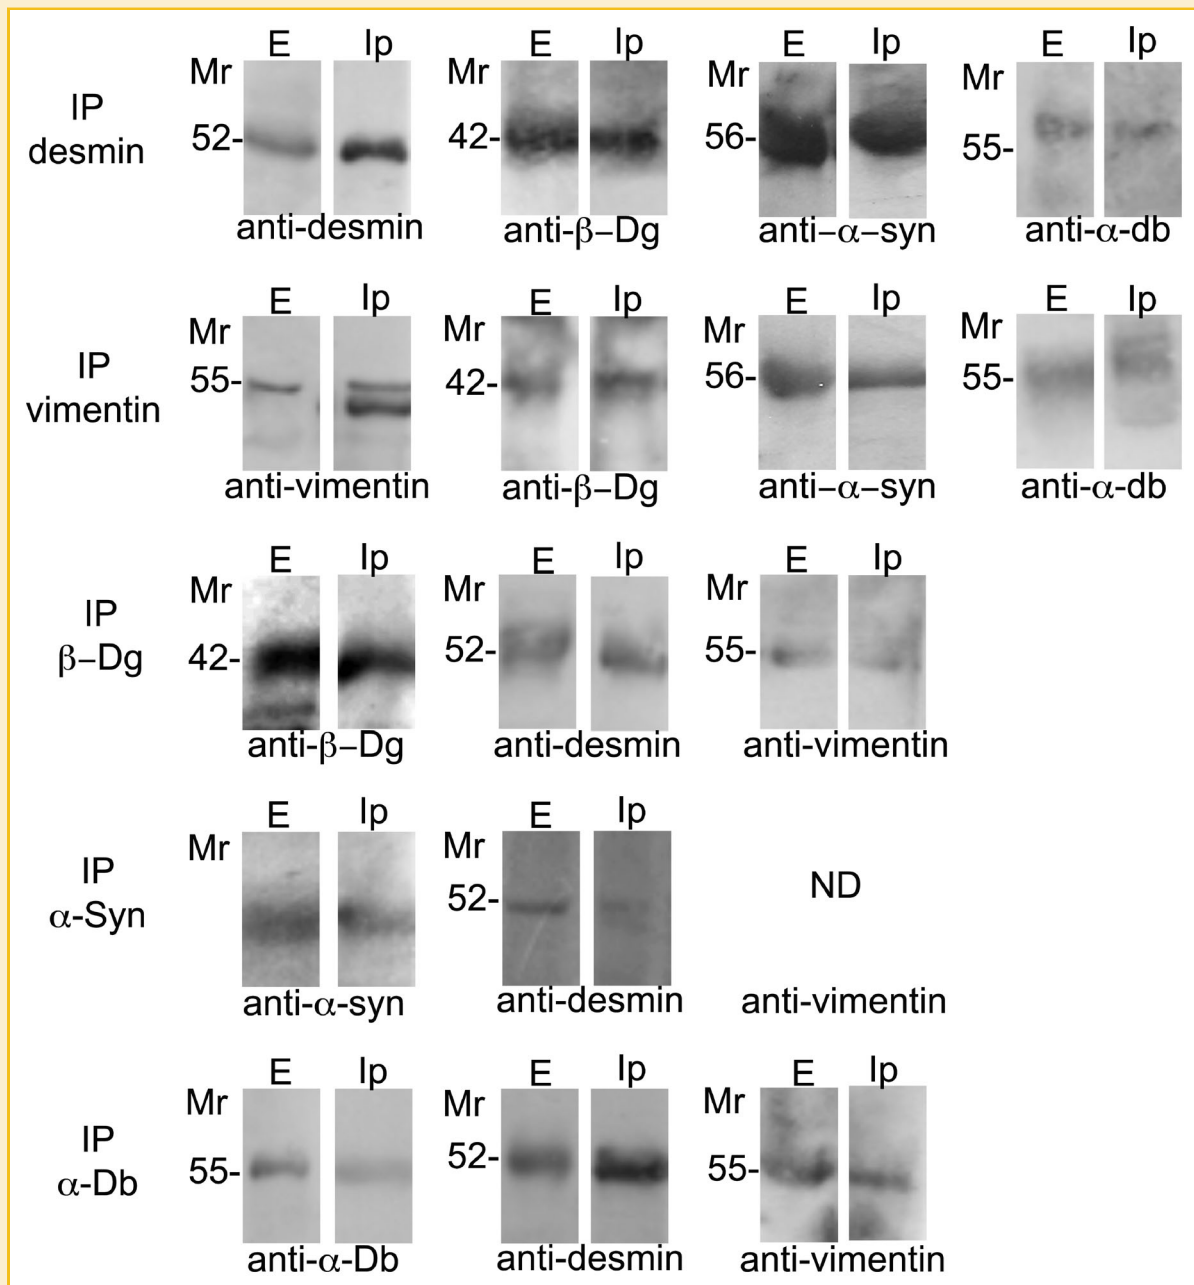 E Ip E Ip E Ip E Ip
Mr Mr Mr Mr
IP
desmin
52- 42- 56- 55-
anti-desmin anti-β–Dg anti–α–syn anti-α-db
E Ip E Ip E Ip E Ip
Mr Mr Mr Mr
IP
vimentin
55- 42- 56- 55-
anti-vimentin anti-β–Dg anti–α–syn anti-α-db
E Ip E Ip E Ip
Mr Mr Mr
IP
β–Dg
42- 52- 55-
anti-β–Dg anti-desmin anti-vimentin
E Ip E Ip
Mr Mr
IP
α-Syn
52- ND
anti-α-syn anti-desmin anti-vimentin
E Ip E Ip E Ip
Mr Mr Mr
IP
α-Db
55- 52- 55-
anti-α-Db anti-desmin anti-vimentin